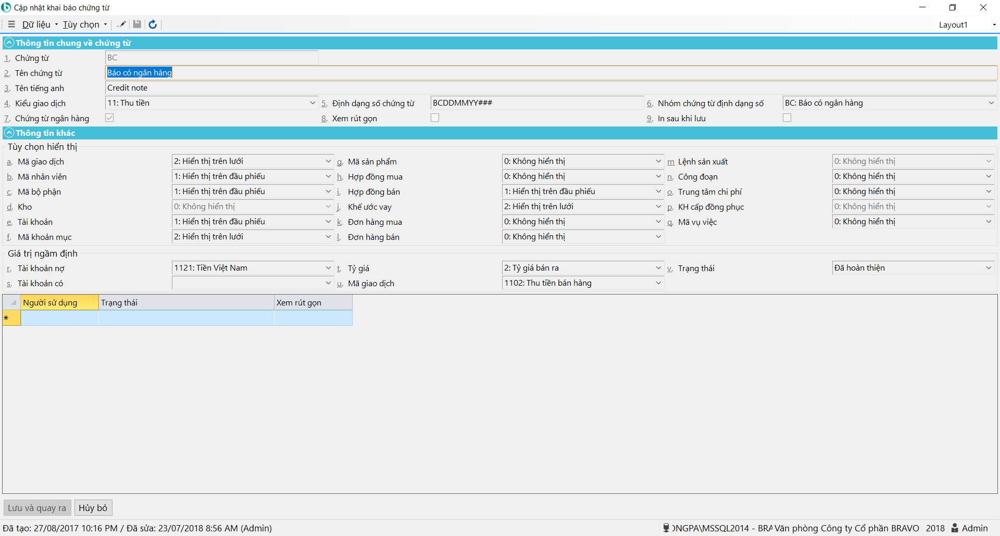 Cập nhật khai báo chứng từ
Dữ liệu Tùy chọn Layout1
Thông tin chung về chứng từ
1. Chứng từ BC
2. Tên chứng từ Báo có ngân hàng
3. Tên tiếng anh Credit note
4. Kiểu giao dịch 11: Thu tiền 5. Định dạng số chứng từ BCDDMMYY### 6. Nhóm chứng từ định dạng số BC: Báo có ngân hàng
7. Chứng từ ngân hàng 8. Xem rút gọn 9. In sau khi lưu
Thông tin khác
Tùy chọn hiển thị
a. Mã giao dịch 2: Hiển thị trên lưới g. Mã sản phẩm 0: Không hiển thị m Lệnh sản xuất 0: Không hiển thị
b. Mã nhân viên 1: Hiển thị trên đầu phiếu h. Hợp đồng mua 0: Không hiển thị n. Công đoạn 0: Không hiển thị
c. Mã bộ phận 1: Hiển thị trên đầu phiếu i. Hợp đồng bán 1: Hiển thị trên đầu phiếu o. Trung tâm chi phí 0: Không hiển thị
d. Kho 0: Không hiển thị j. Khế ước vay 2: Hiển thị trên lưới p. KH cấp đồng phục 0: Không hiển thị
e. Tài khoản 1: Hiển thị trên đầu phiếu k. Đơn hàng mua 0: Không hiển thị q. Mã vụ việc 0: Không hiển thị
f. Mã khoản mục 2: Hiển thị trên lưới l. Đơn hàng bán 0: Không hiển thị
Giá trị ngầm định
r. Tài khoản nợ 1121: Tiền Việt Nam t. Tỷ giá 2: Tỷ giá bán ra v. Trạng thái Đã hoàn thiện
s. Tài khoản có u. Mã giao dịch 1102: Thu tiền bán hàng
Người sử dụng Trạng thái Xem rút gọn
Lưu và quay ra Hủy bỏ
Đã tạo: 27/08/2017 10:16 PM / Đã sửa: 23/07/2018 8:56 AM (Admin) ONGPA\MSSQL2014 - BRA Văn phòng Công ty Cổ phần BRAVO 2018 Admin